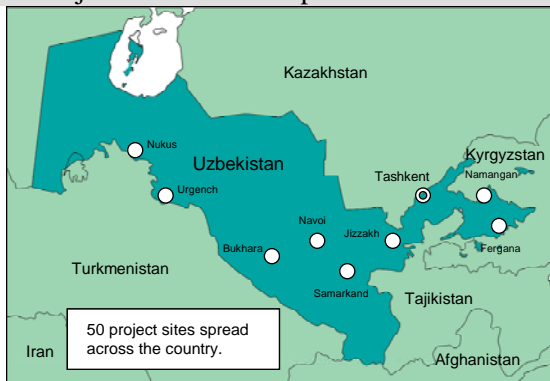 Kazakhstan
Nukus
Uzbekistan
Kyrgyzstan
Tashkent
Namangan
Urgench
Navoi
Jizzakh
Fergana
Bukhara
Turkmenistan
Samarkand
Tajikistan
50 project sites spread
across the country.
Iran
Afghanistan